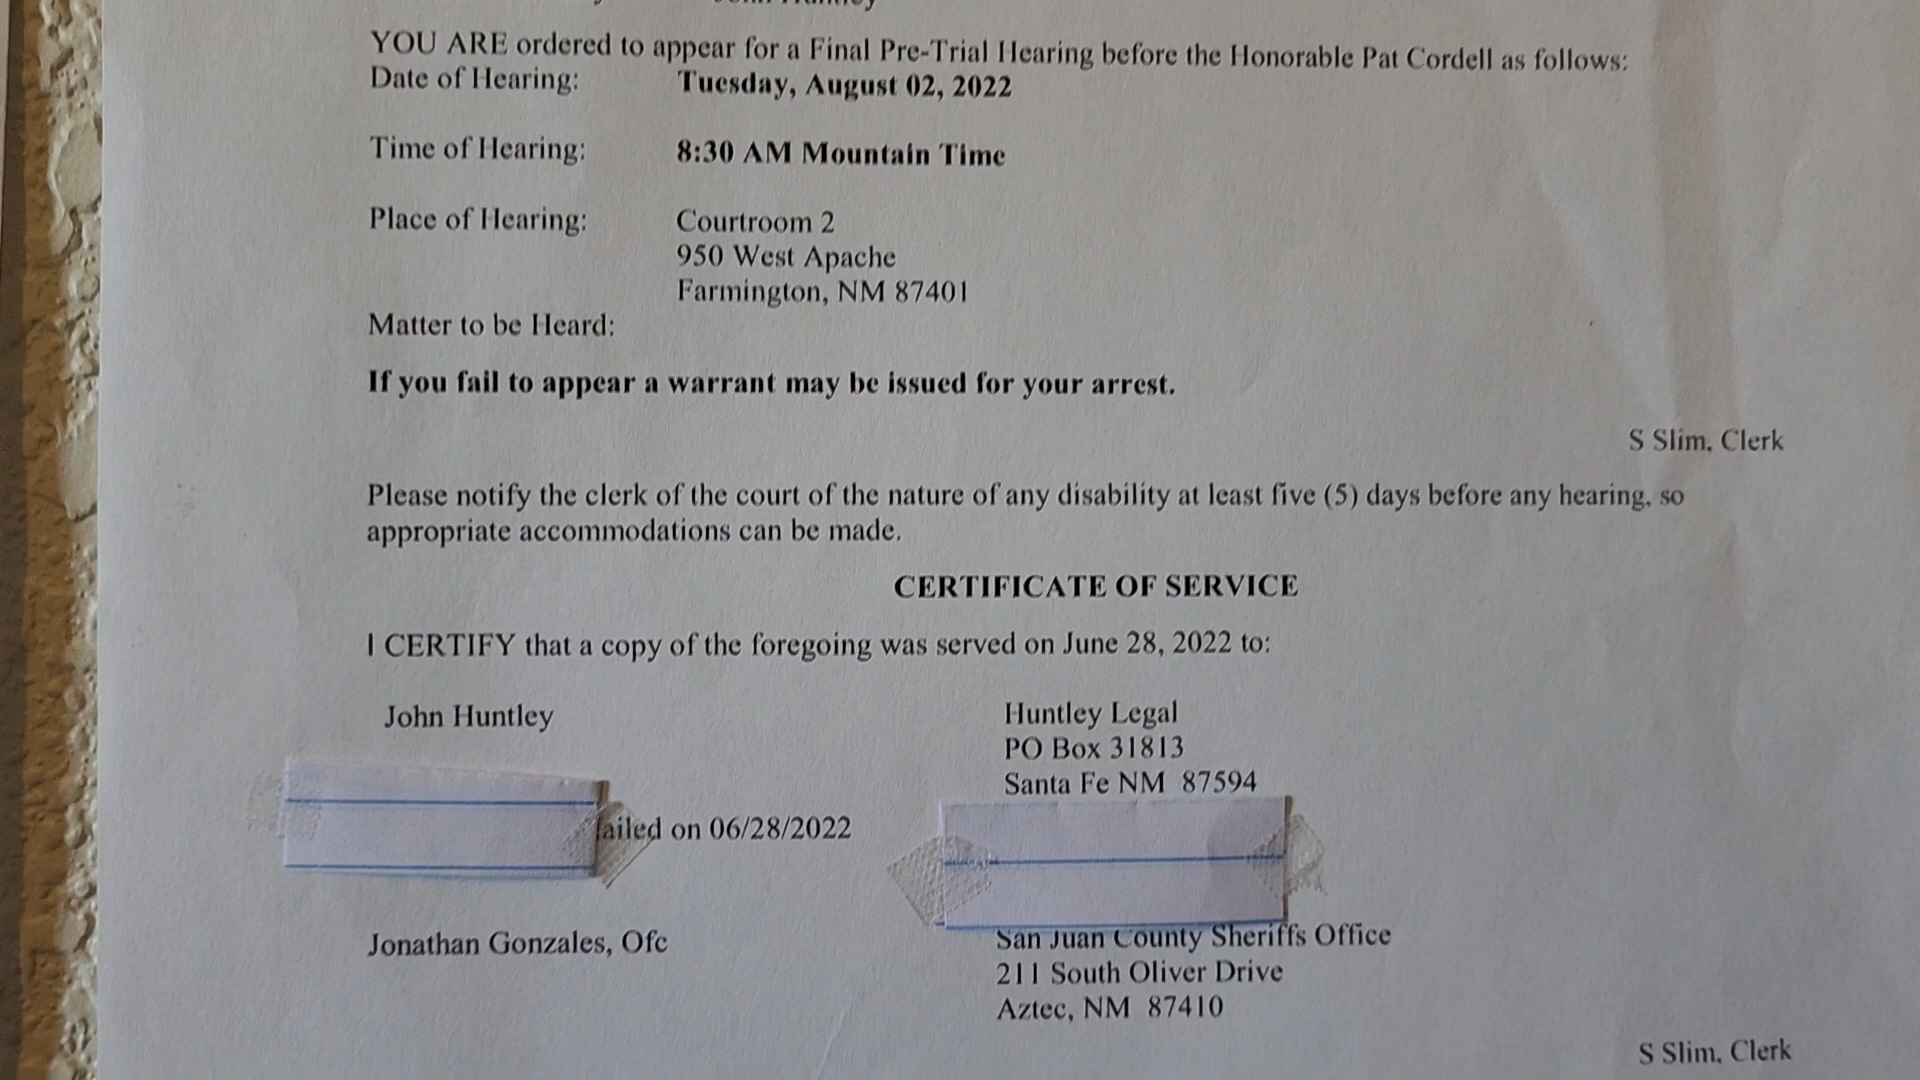 YOU ARE ordered to appear for a Final Pre-Trial Hearing before the Honorable Pat Cordell as follows:
Date of Hearing: Tuesday, August 02, 2022
Time of Hearing: 8:30 AM Mountain Time
Place of Hearing: Courtroom 2
950 West Apache
Farmington, NM 87401
Matter to be Heard:
If you fail to appear a warrant may be issued for your arrest.
S Slim, Clerk
Please notify the clerk of the court of the nature of any disability at least five (5) days before any hearing, so
appropriate accommodations can be made.
CERTIFICATE OF SERVICE
I CERTIFY that a copy of the foregoing was served on June 28, 2022 to:
John Huntley Huntley Legal
PO Box 31813
Santa Fe NM 87594
ailed on 06/28/2022
Jonathan Gonzales, Ofc San Juan County Sheriffs Office
211 South Oliver Drive
Aztec, NM 87410
S Slim, Clerk